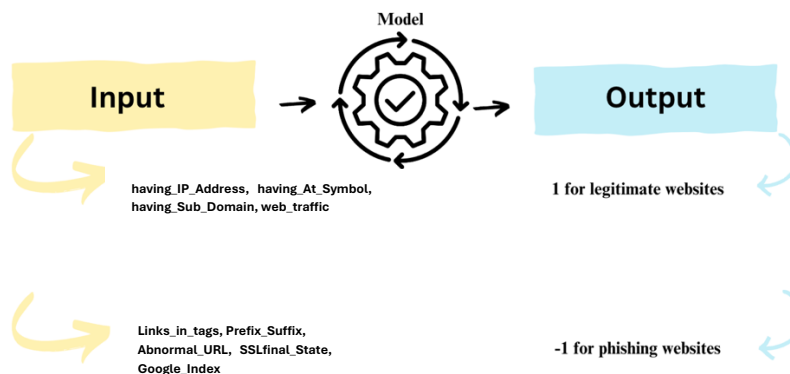 Model
Input
Output
having_IP_Address, having_At_Symbol,
having_Sub_Domain, web_traffic
1 for legitimate websites
Links_in_tags, Prefix_Suffix,
Abnormal_URL, SSLfinal_State,
Google_Index
-1 for phishing websites